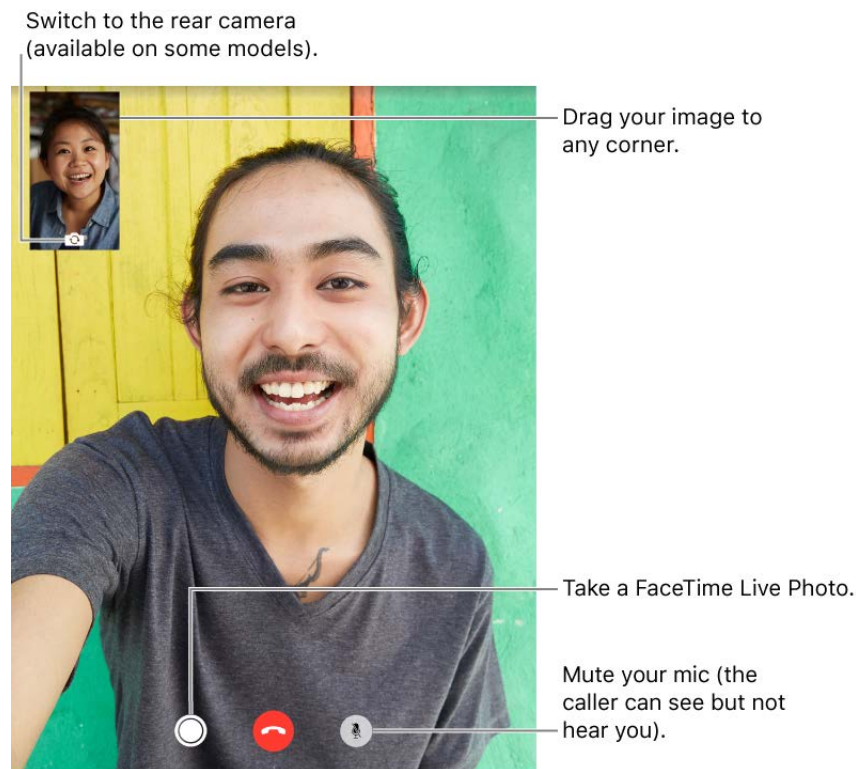 Switch to the rear camera
(available on some models).
Drag your image to
any corner.
Take a FaceTime Live Photo.
Mute your mic (the
caller can see but not
hear you).